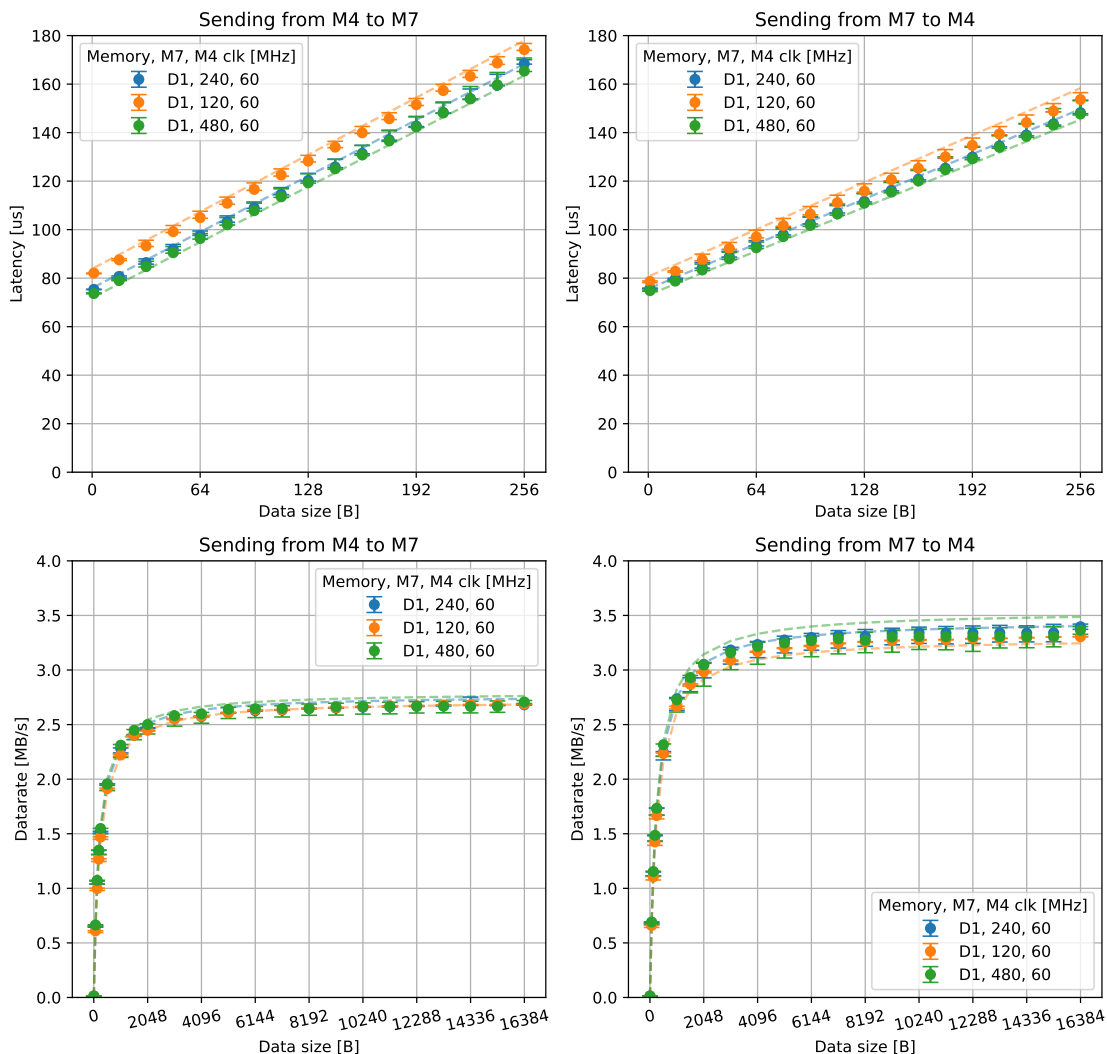 Sending from M4 to M7
180
160
140
120
100
80
60
40
20
0
Latency [us]
Memory, M7, M4 clk [MHz]
D1, 240, 60
D1, 120, 60
D1, 480, 60
0
64
128
192
256
Data size [B]
Sending from M7 to M4
180
160
140
120
100
80
60
40
20
0
Latency [us]
Memory, M7, M4 clk [MHz]
D1, 240, 60
D1, 120, 60
D1, 480, 60
0
64
128
192
256
Data size [B]
Sending from M4 to M7
4.0
3.5
3.0
2.5
2.0
1.5
1.0
0.5
0.0
Datarate [MB/s]
Memory, M7, M4 clk [MHz]
D1, 240, 60
D1, 120, 60
D1, 480, 60
0
2048
4096
6144
8192
10240
12288
14336
16384
Data size [B]
Sending from M7 to M4
4.0
3.5
3.0
2.5
2.0
1.5
1.0
0.5
0.0
Datarate [MB/s]
Memory, M7, M4 clk [MHz]
D1, 240, 60
D1, 120, 60
D1, 480, 60
0
2048
4096
6144
8192
10240
12288
14336
16384
Data size [B]